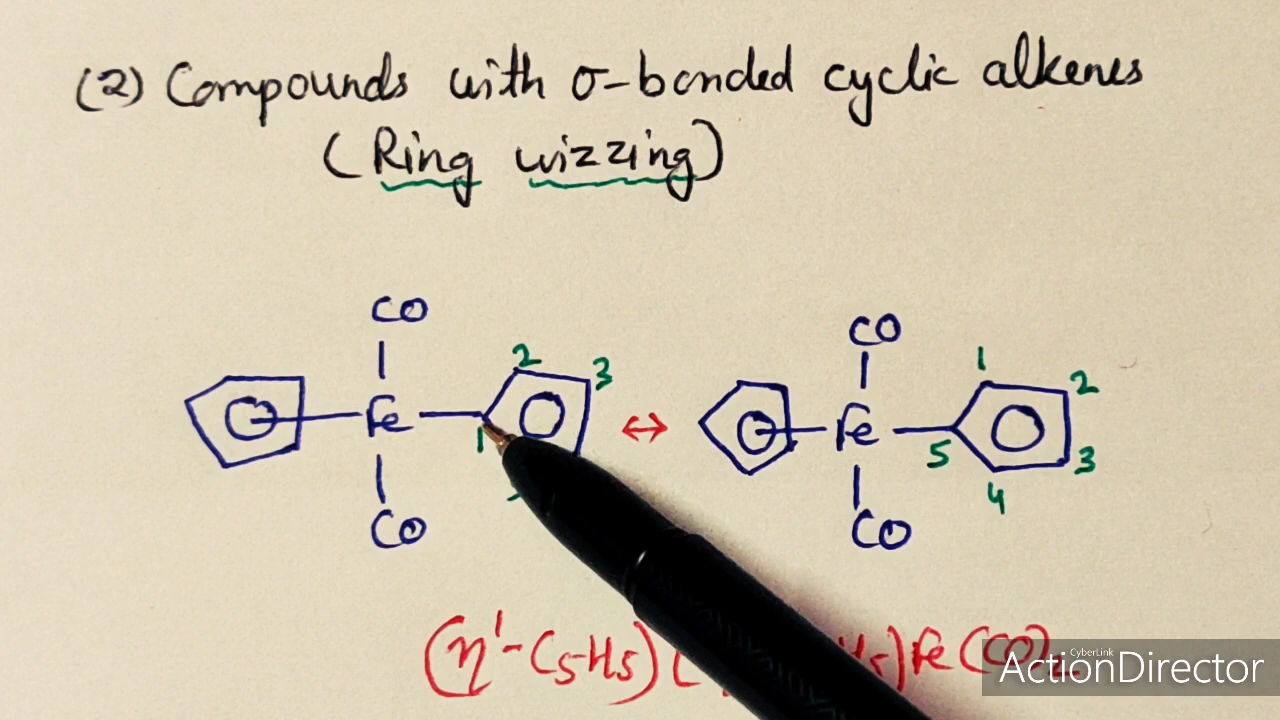 (2) Compounds with σ-bonded cyclic alkenes
(Ring wizzing)
CO CO
2 3 1 2
Fe Fe
1 5 3
4
CO CO
(η¹-C5H5)( )Fe(CO)2
CyberLink
ActionDirector